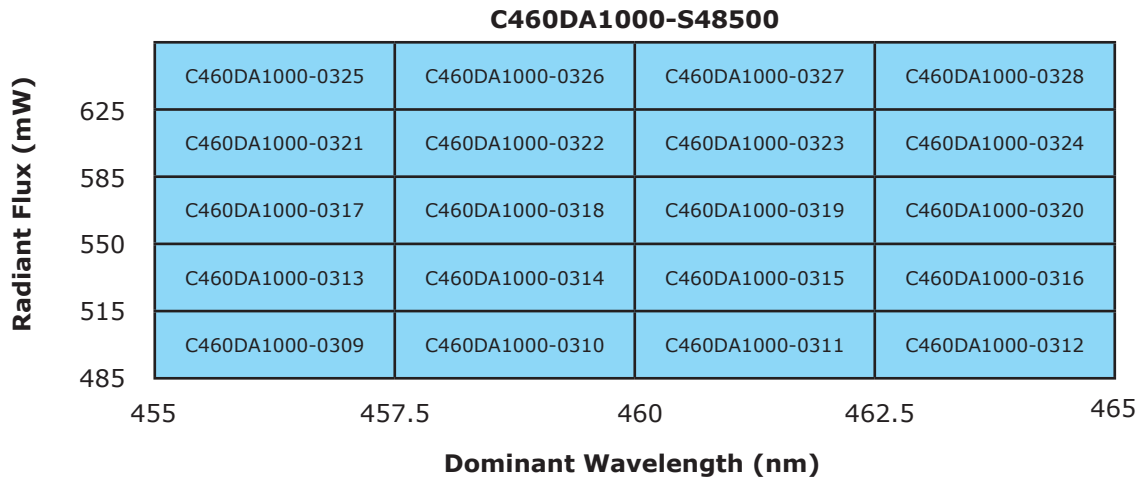 C460DA1000-S48500
Radiant Flux (mW)
C460DA1000-0325 C460DA1000-0326 C460DA1000-0327 C460DA1000-0328
625
C460DA1000-0321 C460DA1000-0322 C460DA1000-0323 C460DA1000-0324
585
C460DA1000-0317 C460DA1000-0318 C460DA1000-0319 C460DA1000-0320
550
C460DA1000-0313 C460DA1000-0314 C460DA1000-0315 C460DA1000-0316
515
C460DA1000-0309 C460DA1000-0310 C460DA1000-0311 C460DA1000-0312
485
455 457.5 460 462.5 465
Dominant Wavelength (nm)